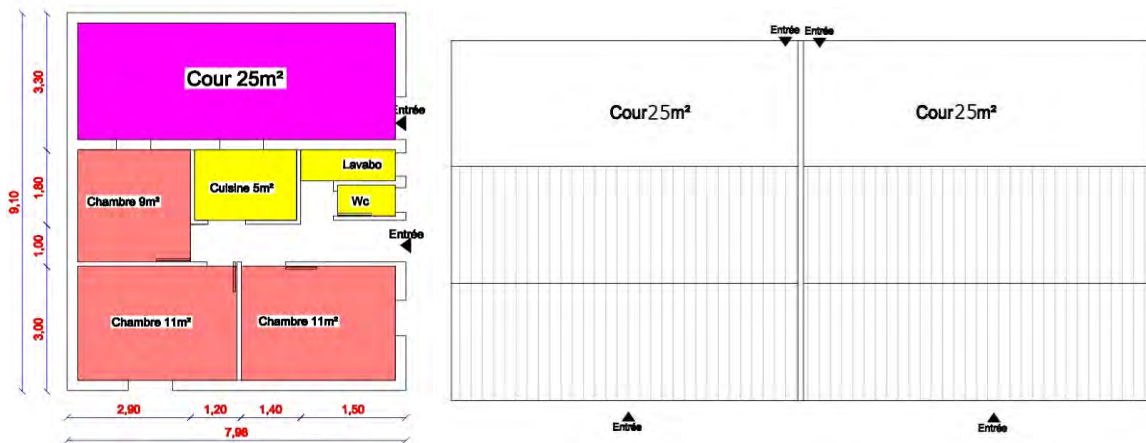 Cour 25m²
Entrée
Lavabo
Cuisine 5m²
Chambre 9m²
Wc
Entrée
Chambre 11m²
Chambre 11m²
3,30
1,80
1,00
3,00
9,10
2,90
1,20
1,40
1,50
7,96
Entrée
Entrée
Cour25m²
Cour25m²
Entrée
Entrée